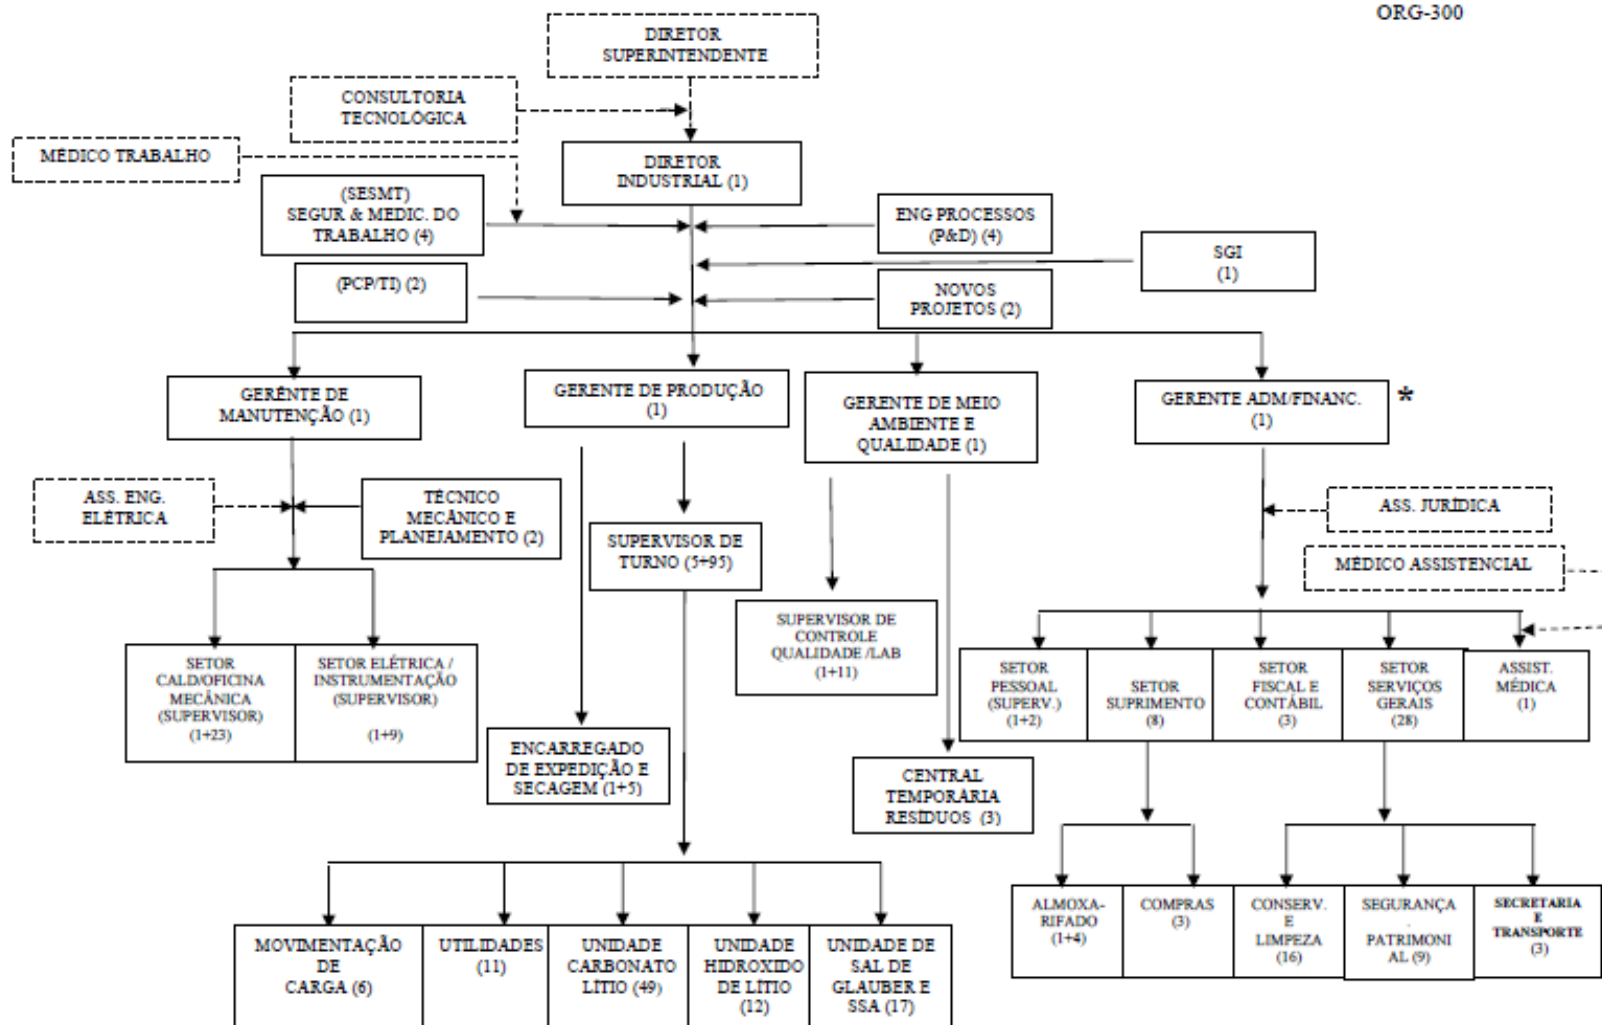 ORG-300
DIRETOR
SUPERINTENDENTE
CONSULTORIA
TECNOLÓGICA
MÉDICO TRABALHO
DIRETOR
INDUSTRIAL (1)
(SESMT)
SEGUR & MEDIC. DO
TRABALHO (4)
ENG PROCESSOS
(P&D) (4)
SGI
(1)
(PCP/TI) (2)
NOVOS
PROJETOS (2)
GERÊNTE DE
MANUTENÇÃO (1)
GERENTE DE PRODUÇÃO
(1)
GERENTE DE MEIO
AMBIENTE E
QUALIDADE (1)
GERENTE ADM/FINANC.
(1)
*
ASS. ENG.
ELÉTRICA
TÉCNICO
MECÂNICO E
PLANEJAMENTO (2)
SUPERVISOR DE
TURNO (5+95)
ASS. JURÍDICA
MÉDICO ASSISTENCIAL
SETOR
CALD/OFICINA
MECÂNICA
(SUPERVISOR)
(1+23)
SETOR ELÉTRICA /
INSTRUMENTAÇÃO
(SUPERVISOR)
(1+9)
SUPERVISOR DE
CONTROLE
QUALIDADE /LAB
(1+11)
SETOR
PESSOAL
(SUPERV.)
(1+2)
SETOR
SUPRIMENTO
(8)
SETOR
FISCAL E
CONTÁBIL
(3)
SETOR
SERVIÇOS
GERAIS
(28)
ASSIST.
MÉDICA
(1)
ENCARREGADO
DE EXPEDIÇÃO E
SECAGEM (1+5)
CENTRAL
TEMPORÁRIA
RESÍDUOS (3)
MOVIMENTAÇÃO
DE
CARGA (6)
UTILIDADES
(11)
UNIDADE
CARBONATO
LÍTIO (49)
UNIDADE
HIDROXIDO
DE LÍTIO
(12)
UNIDADE DE
SAL DE
GLAUBER E
SSA (17)
ALMOXA-
RIFADO
(1+4)
COMPRAS
(3)
CONSERV.
E
LIMPEZA
(16)
SEGURANÇA
.
PATRIMONI
AL (9)
SECRETARIA
E
TRANSPORTE
(3)